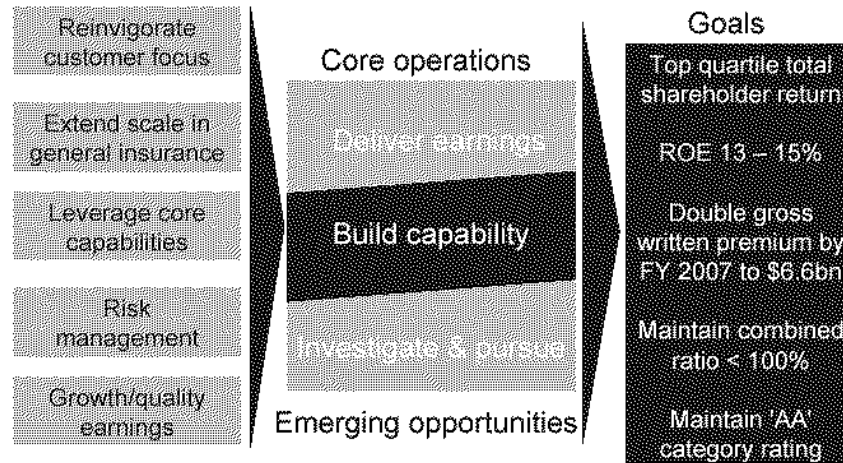 Reinvigorate
customer focus
Extend scale in
general insurance
Leverage core
capabilities
Risk
management
Growth/quality
earnings
Core operations
Deliver earnings
Build capability
Investigate & pursue
Emerging opportunities
Goals
Top quartile total
shareholder return
ROE 13 – 15%
Double gross
written premium by
FY 2007 to $6.6bn
Maintain combined
ratio < 100%
Maintain 'AA'
category rating